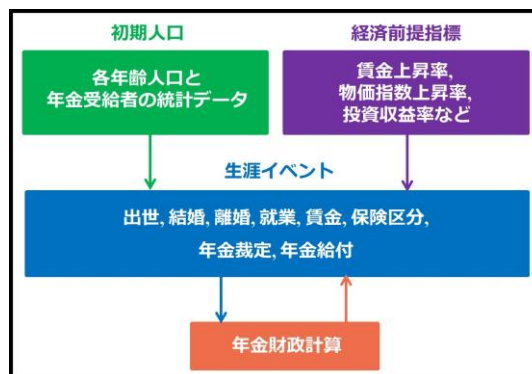 初期人口
経済前提指標
各年齢人口と
年金受給者の統計データ
賃金上昇率,
物価指数上昇率,
投資収益率など
生涯イベント
出世, 結婚, 離婚, 就業, 賃金, 保険区分,
年金裁定, 年金給付
年金財政計算